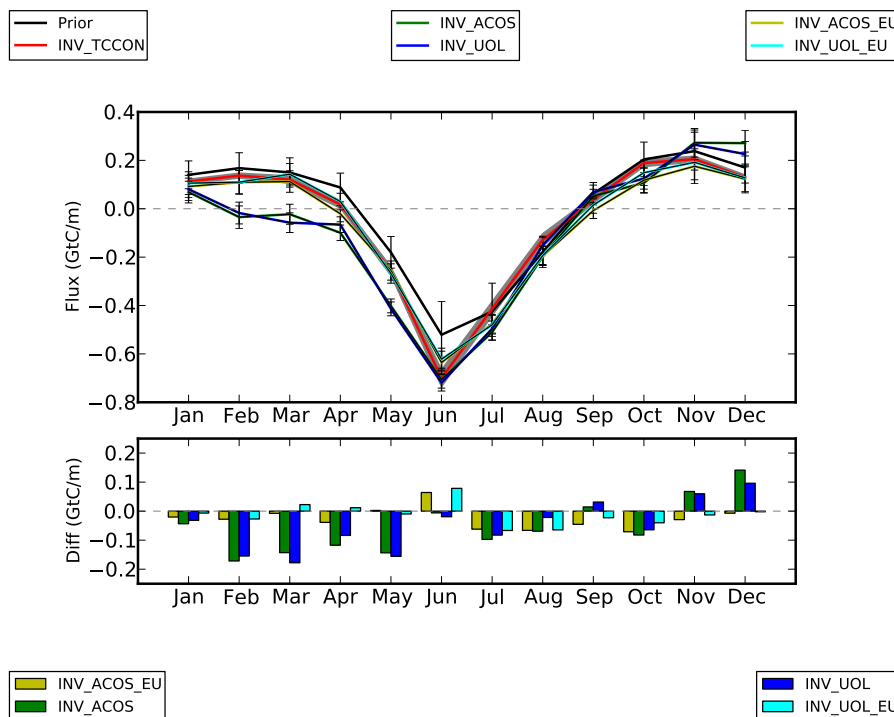 Prior
INV_TCCON
INV_ACOS
INV_UOL
INV_ACOS_EU
INV_UOL_EU
Flux (GtC/m)
0.4
0.2
0.0
−0.2
−0.4
−0.6
−0.8
Jan Feb Mar Apr May Jun Jul Aug Sep Oct Nov Dec
Diff (GtC/m)
0.2
0.1
0.0
−0.1
−0.2
Jan Feb Mar Apr May Jun Jul Aug Sep Oct Nov Dec
INV_ACOS_EU
INV_ACOS
INV_UOL
INV_UOL_EU